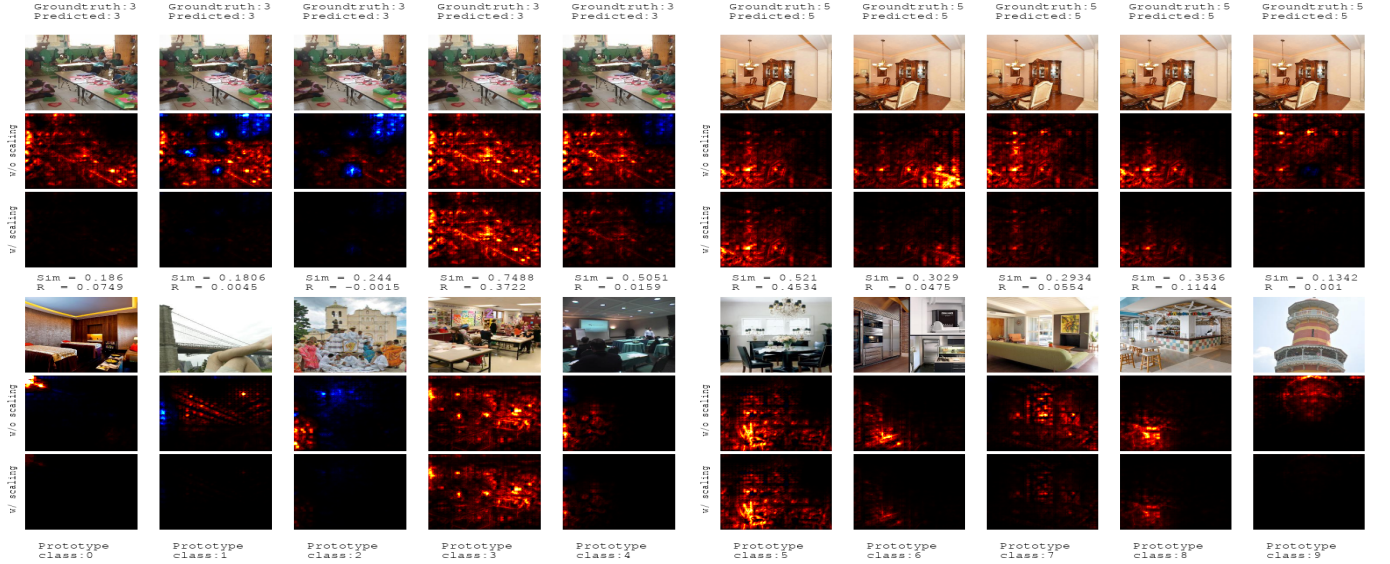 Groundtruth:3 Groundtruth:3 Groundtruth:3 Groundtruth:3 Groundtruth:3 Groundtruth:5 Groundtruth:5 Groundtruth:5 Groundtruth:5 Groundtruth:5
Predicted:3 Predicted:3 Predicted:3 Predicted:3 Predicted:3 Predicted:5 Predicted:5 Predicted:5 Predicted:5 Predicted:5
w/o scaling w/o scaling
w/ scaling w/ scaling
Sim = 0.186 Sim = 0.1806 Sim = 0.244 Sim = 0.7488 Sim = 0.5051 Sim = 0.521 Sim = 0.3029 Sim = 0.2934 Sim = 0.3536 Sim = 0.1342
R = 0.0749 R = 0.0045 R = −0.0015 R = 0.3722 R = 0.0159 R = 0.4534 R = 0.0475 R = 0.0554 R = 0.1144 R = 0.001
w/o scaling w/o scaling
w/ scaling w/ scaling
Prototype Prototype Prototype Prototype Prototype Prototype Prototype Prototype Prototype Prototype
class:0 class:1 class:2 class:3 class:4 class:5 class:6 class:7 class:8 class:9